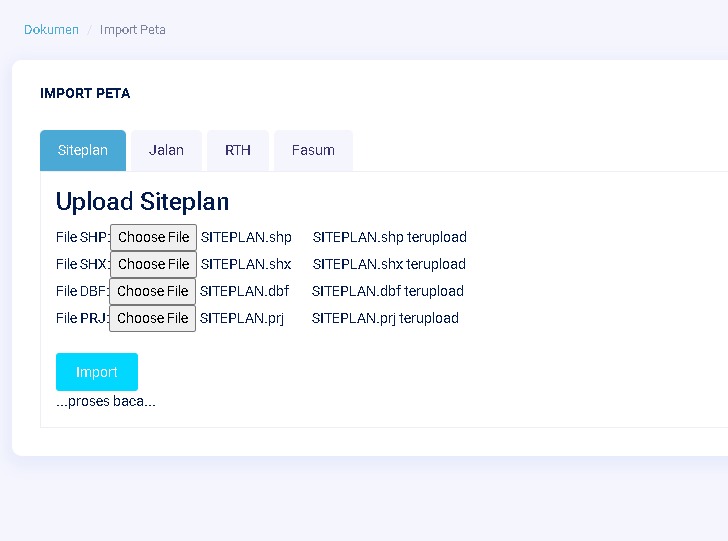 Dokumen / Import Peta
IMPORT PETA
Siteplan Jalan RTH Fasum
Upload Siteplan
File SHP: Choose File SITEPLAN.shp SITEPLAN.shp terupload
File SHX: Choose File SITEPLAN.shx SITEPLAN.shx terupload
File DBF: Choose File SITEPLAN.dbf SITEPLAN.dbf terupload
File PRJ: Choose File SITEPLAN.prj SITEPLAN.prj terupload
Import
...proses baca...